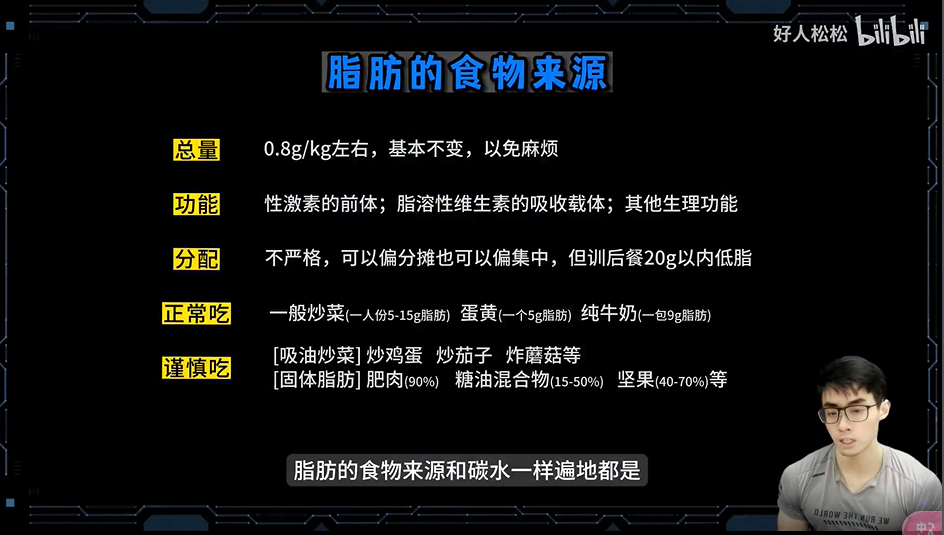 好人松松 bilibili
脂肪的食物来源
总量 0.8g/kg左右，基本不变，以免麻烦
功能 性激素的前体；脂溶性维生素的吸收载体；其他生理功能
分配 不严格，可以偏分摊也可以偏集中，但训后餐20g以内低脂
正常吃 一般炒菜(一人份5-15g脂肪) 蛋黄(一个5g脂肪) 纯牛奶(一包9g脂肪)
谨慎吃 [吸油炒菜] 炒鸡蛋 炒茄子 炸蘑菇等
[固体脂肪] 肥肉(90%) 糖油混合物(15-50%) 坚果(40-70%)等
WE RUN THE WORLD
脂肪的食物来源和碳水一样遍地都是